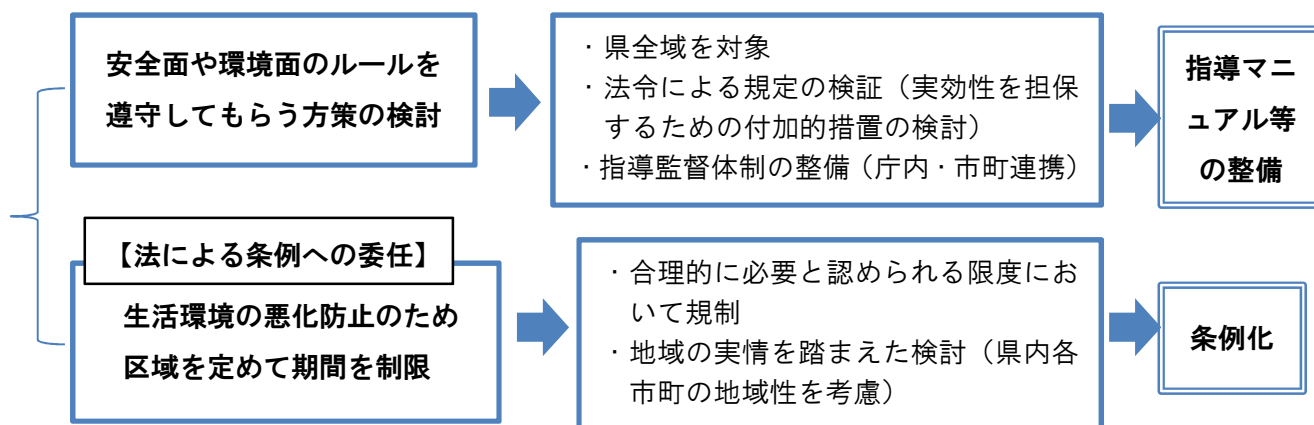 安全面や環境面のルールを
遵守してもらう方策の検討
・県全域を対象
・法令による規定の検証（実効性を担保
するための付加的措置の検討）
・指導監督体制の整備（庁内・市町連携）
指導マニ
ュアル等
の整備
【法による条例への委任】
生活環境の悪化防止のため
区域を定めて期間を制限
・合理的に必要と認められる限度にお
いて規制
・地域の実情を踏まえた検討（県内各
市町の地域性を考慮）
条例化